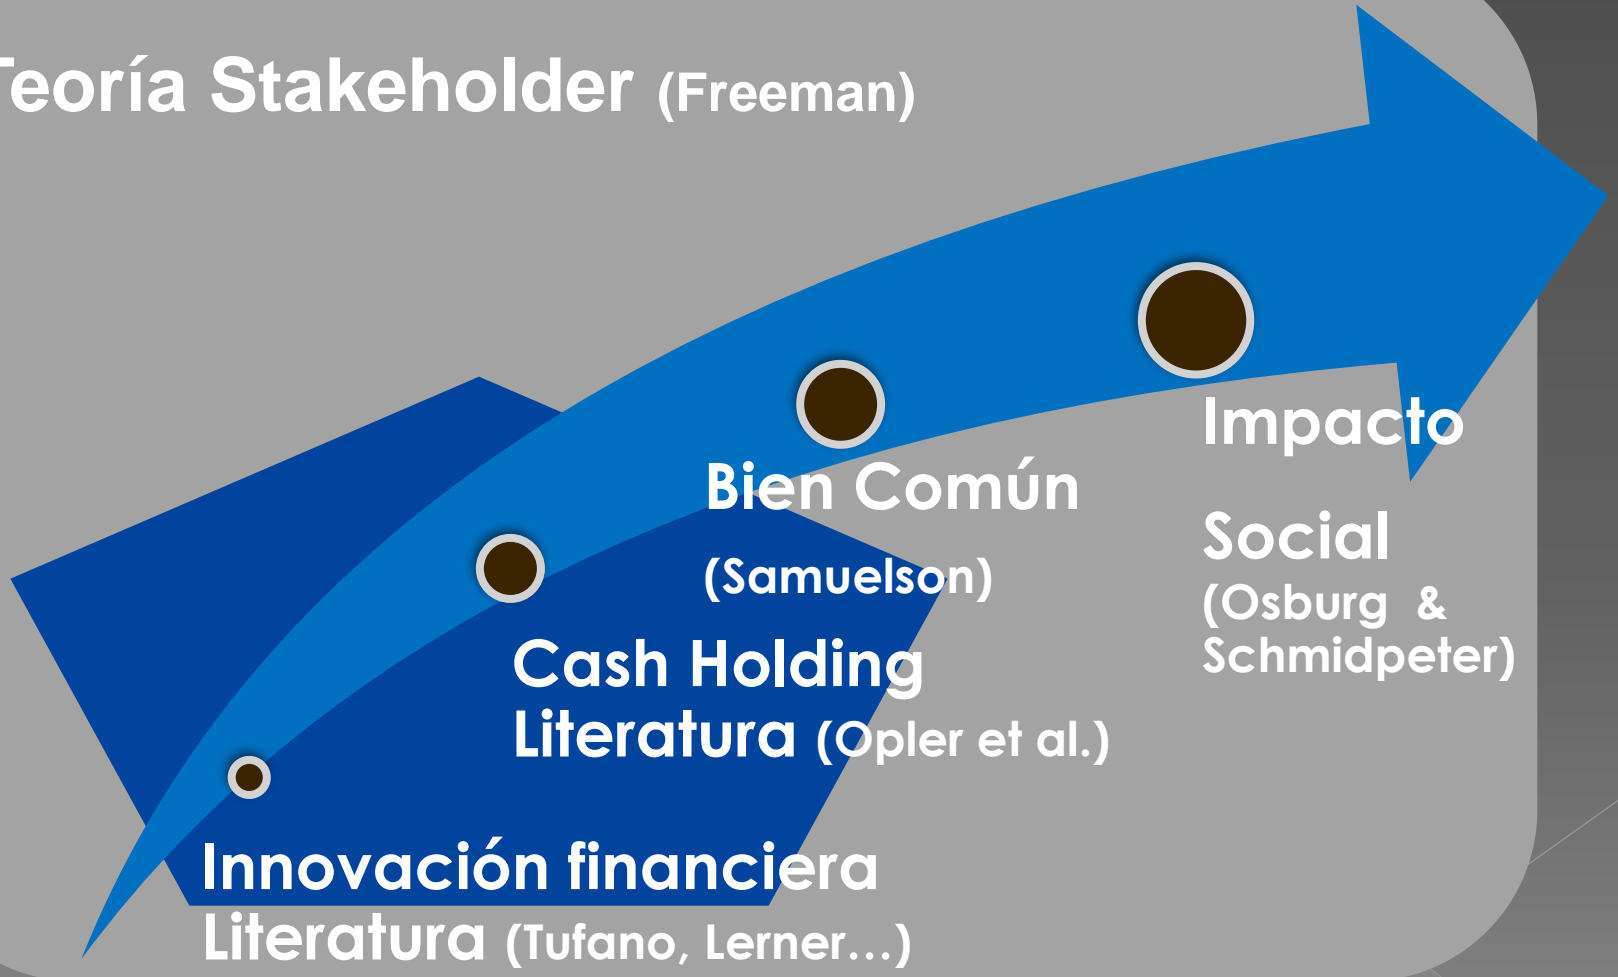 Teoría Stakeholder (Freeman)
Impacto
Social
(Osburg & 
Schmidpeter)
Bien Común
(Samuelson)
Cash Holding
Literatura (Opler et al.)
Innovación financiera
Literatura (Tufano, Lerner…)